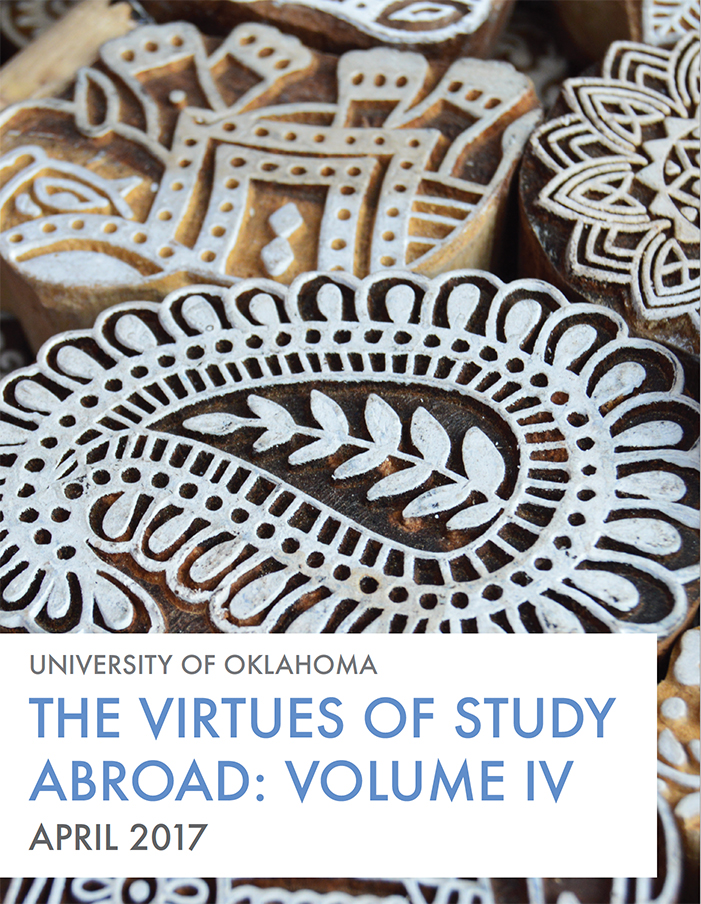 UNIVERSITY OF OKLAHOMA
THE VIRTUES OF STUDY
ABROAD: VOLUME IV
APRIL 2017